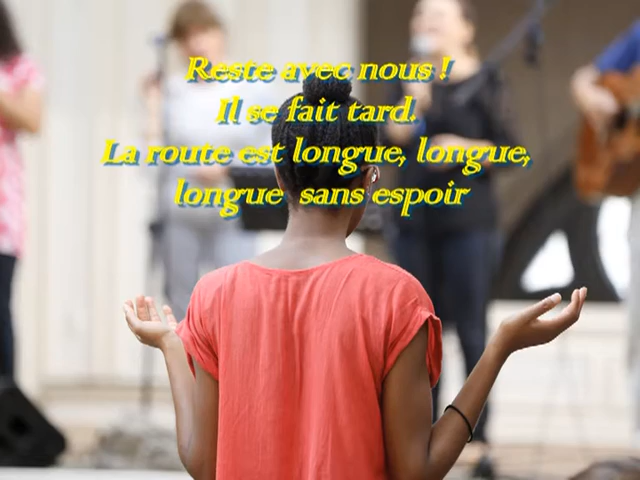 Reste avec nous !
Il se fait tard.
La route est longue, longue,
longue sans espoir